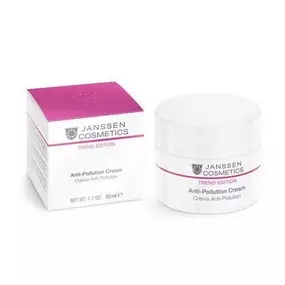 JANSSEN
COSMETICS
TREND EDITION
Anti-Pollution Cream
Crème Anti-Pollution
NET WT. 1.7 OZ. 50 ml ℮
JANSSEN
COSMETICS
TREND EDITION
Anti-Pollution Cream
Crème Anti-Pollution